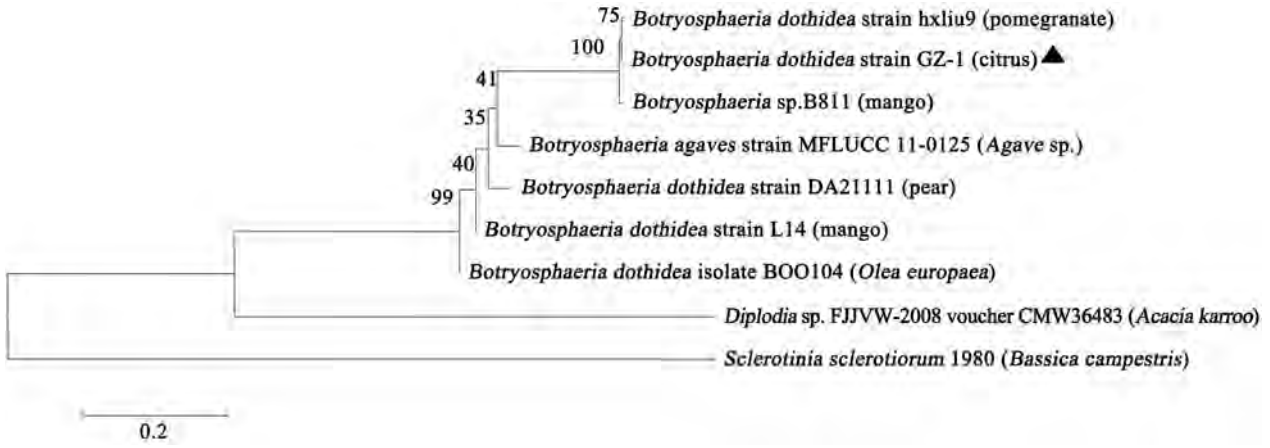 75
Botryosphaeria dothidea strain hxliu9 (pomegranate)
100
Botryosphaeria dothidea strain GZ-1 (citrus)▲
41
Botryosphaeria sp.B811 (mango)
35
Botryosphaeria agaves strain MFLUCC 11-0125 (Agave sp.)
40
Botryosphaeria dothidea strain DA21111 (pear)
99
Botryosphaeria dothidea strain L14 (mango)
Botryosphaeria dothidea isolate BOO104 (Olea europaea)
Diplodia sp. FJJVW-2008 voucher CMW36483 (Acacia karroo)
Sclerotinia sclerotiorum 1980 (Bassica campestris)
0.2